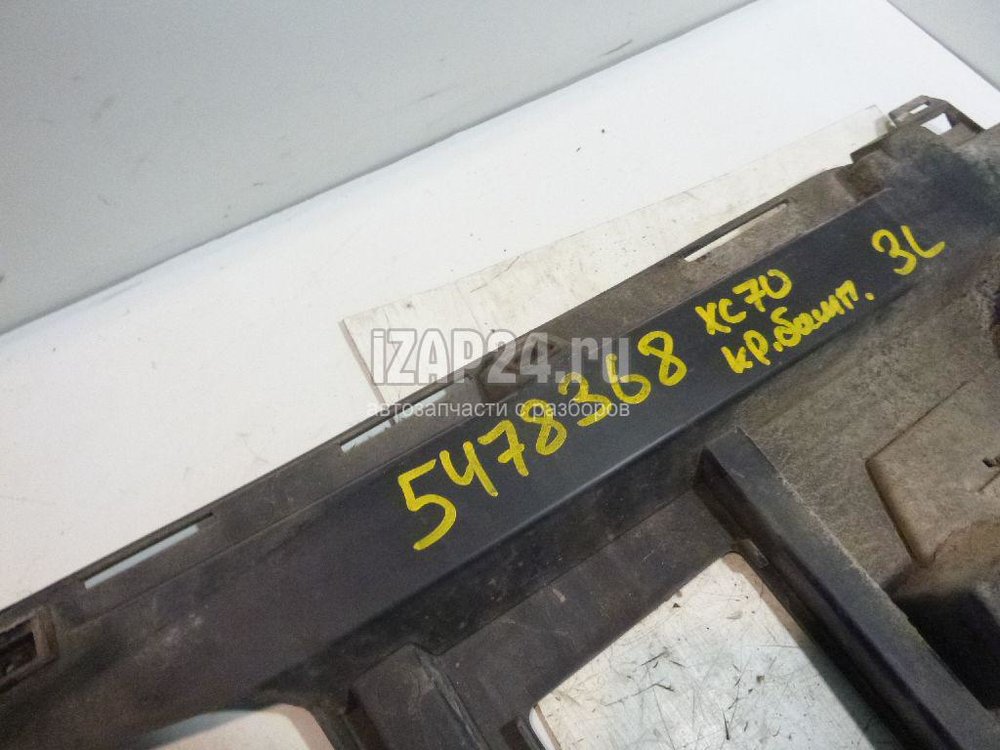 5478368
XC70
кр.бамп.
3L
iZAP24.ru
автозапчасти с разборов